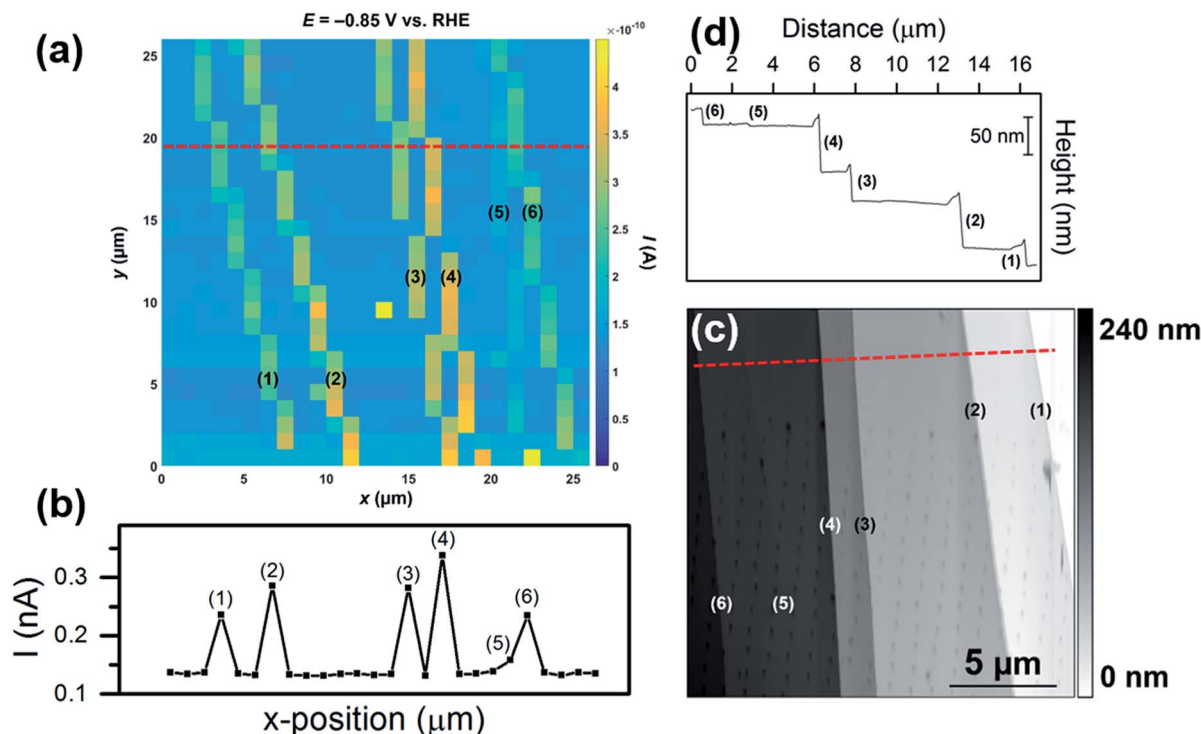 (a)
E = –0.85 V vs. RHE
×10⁻¹⁰
25
20
15
10
5
0
y (µm)
0 5 10 15 20 25
x (µm)
4
3.5
3
2.5
2
1.5
1
0.5
0
I (A)
(5) (6)
(3) (4)
(1) (2)
(b)
I (nA)
0.3
0.2
0.1
(1) (2) (3) (4) (5) (6)
x-position (µm)
(d)
Distance (µm)
0 2 4 6 8 10 12 14 16
(6) (5)
(4)
(3)
(2)
(1)
50 nm
Height (nm)
(c)
240 nm
(2) (1)
(4) (3)
(6) (5)
5 µm
0 nm